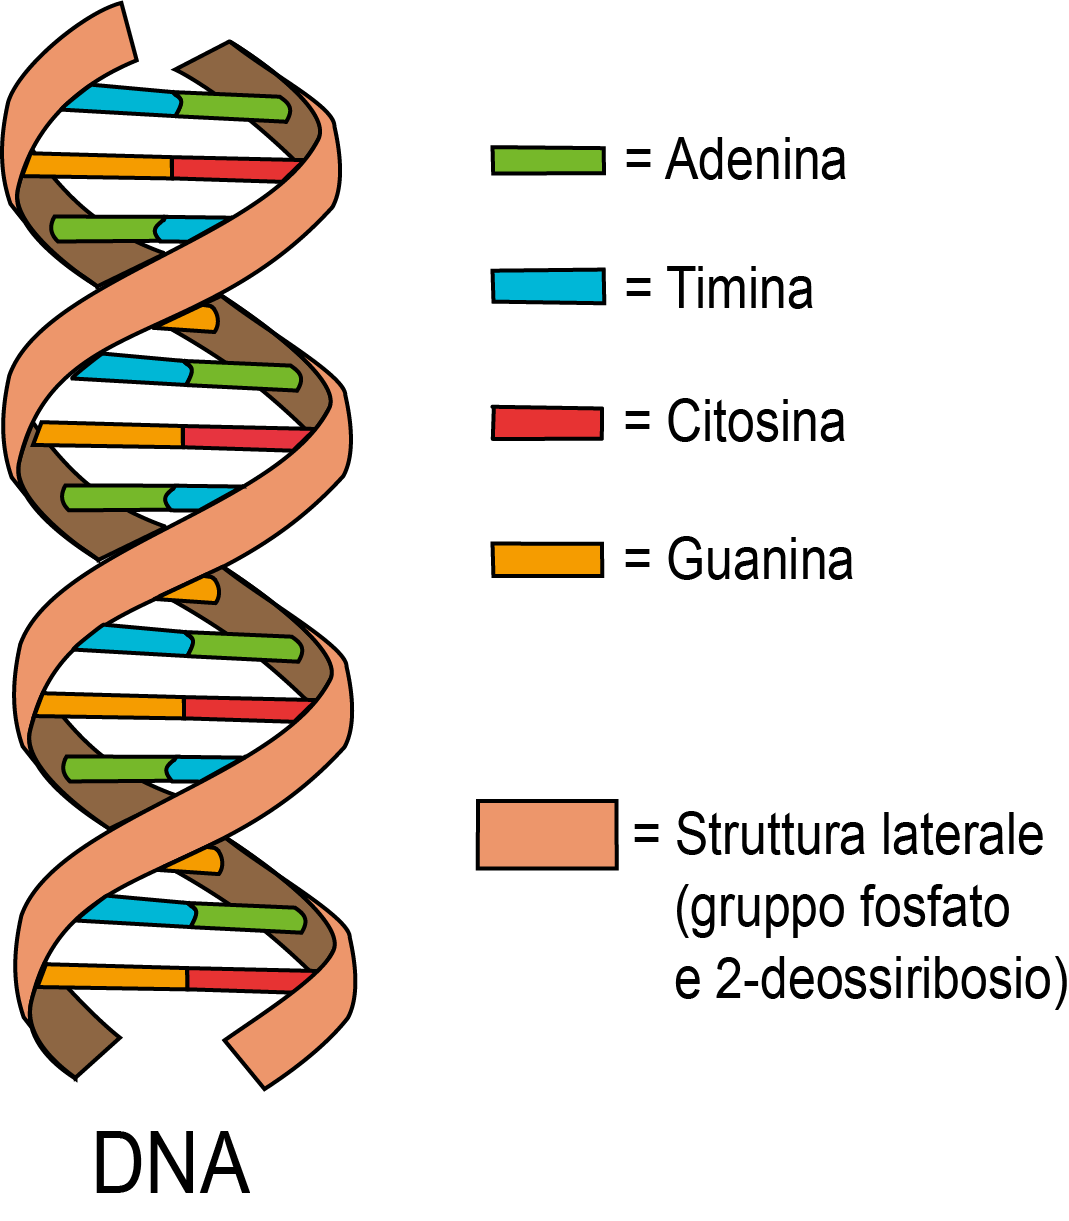 = Adenina
= Timina
= Citosina
= Guanina
= Struttura laterale
(gruppo fosfato
e 2-deossiribosio)
DNA